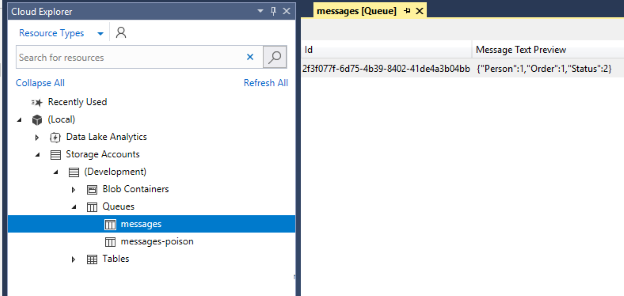 Cloud Explorer
Resource Types
Search for resources
Collapse All
Refresh All
Recently Used
(Local)
Data Lake Analytics
Storage Accounts
(Development)
Blob Containers
Queues
messages
messages-poison
Tables
messages [Queue]
Id
Message Text Preview
2f3f077f-6d75-4b39-8402-41de4a3b04bb
{"Person":1,"Order":1,"Status":2}